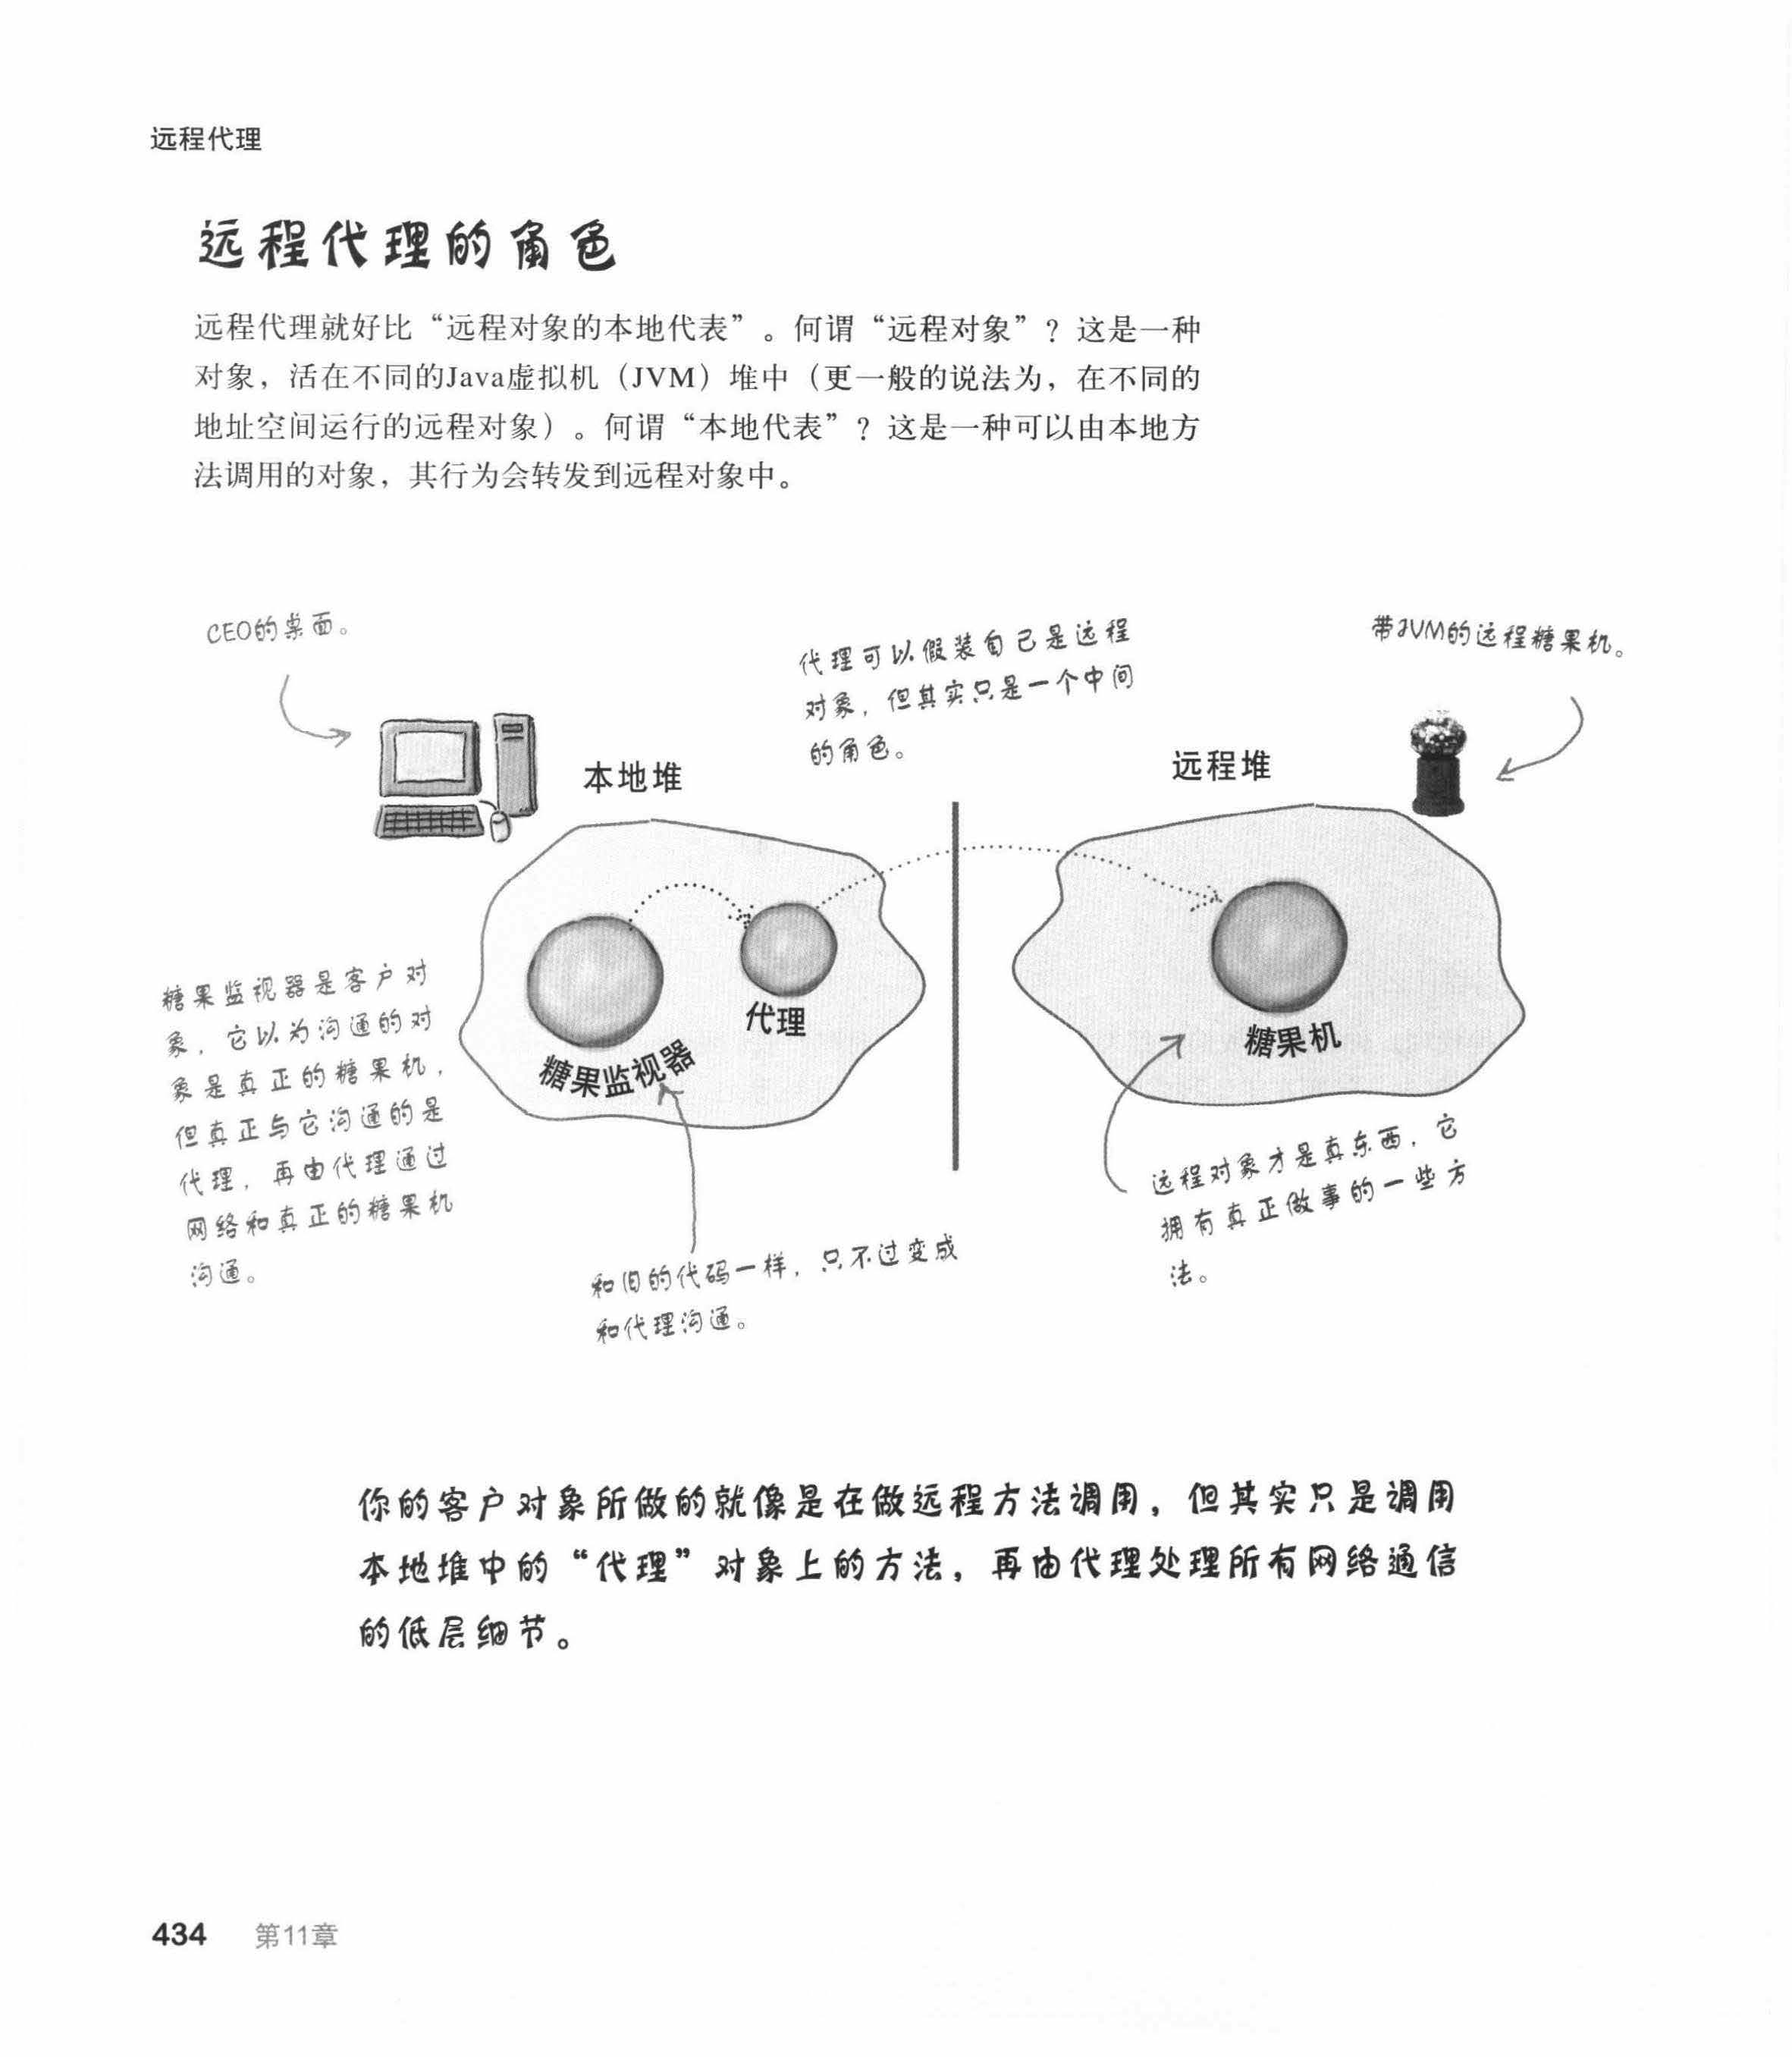 远程代理
远程代理的角色
远程代理就好比“远程对象的本地代表”。何谓“远程对象”？这是一种
对象，活在不同的Java虚拟机（JVM）堆中（更一般的说法为，在不同的
地址空间运行的远程对象）。何谓“本地代表”？这是一种可以由本地方
法调用的对象，其行为会转发到远程对象中。
CEO的桌面。
代理可以假装自己是远程
对象，但其实只是一个中间
的角色。
带JVM的远程糖果机。
本地堆
远程堆
代理
糖果监视器
糖果机
糖果监视器是客户对
象，它以为沟通的对
象是真正的糖果机，
但真正与它沟通的是
代理，再由代理通过
网络和真正的糖果机
沟通。
和旧的代码一样，只不过变成
和代理沟通。
远程对象才是真东西，它
拥有真正做事的一些方
法。
你的客户对象所做的就像是在做远程方法调用，但其实只是调用
本地堆中的“代理”对象上的方法，再由代理处理所有网络通信
的低层细节。
434 第11章